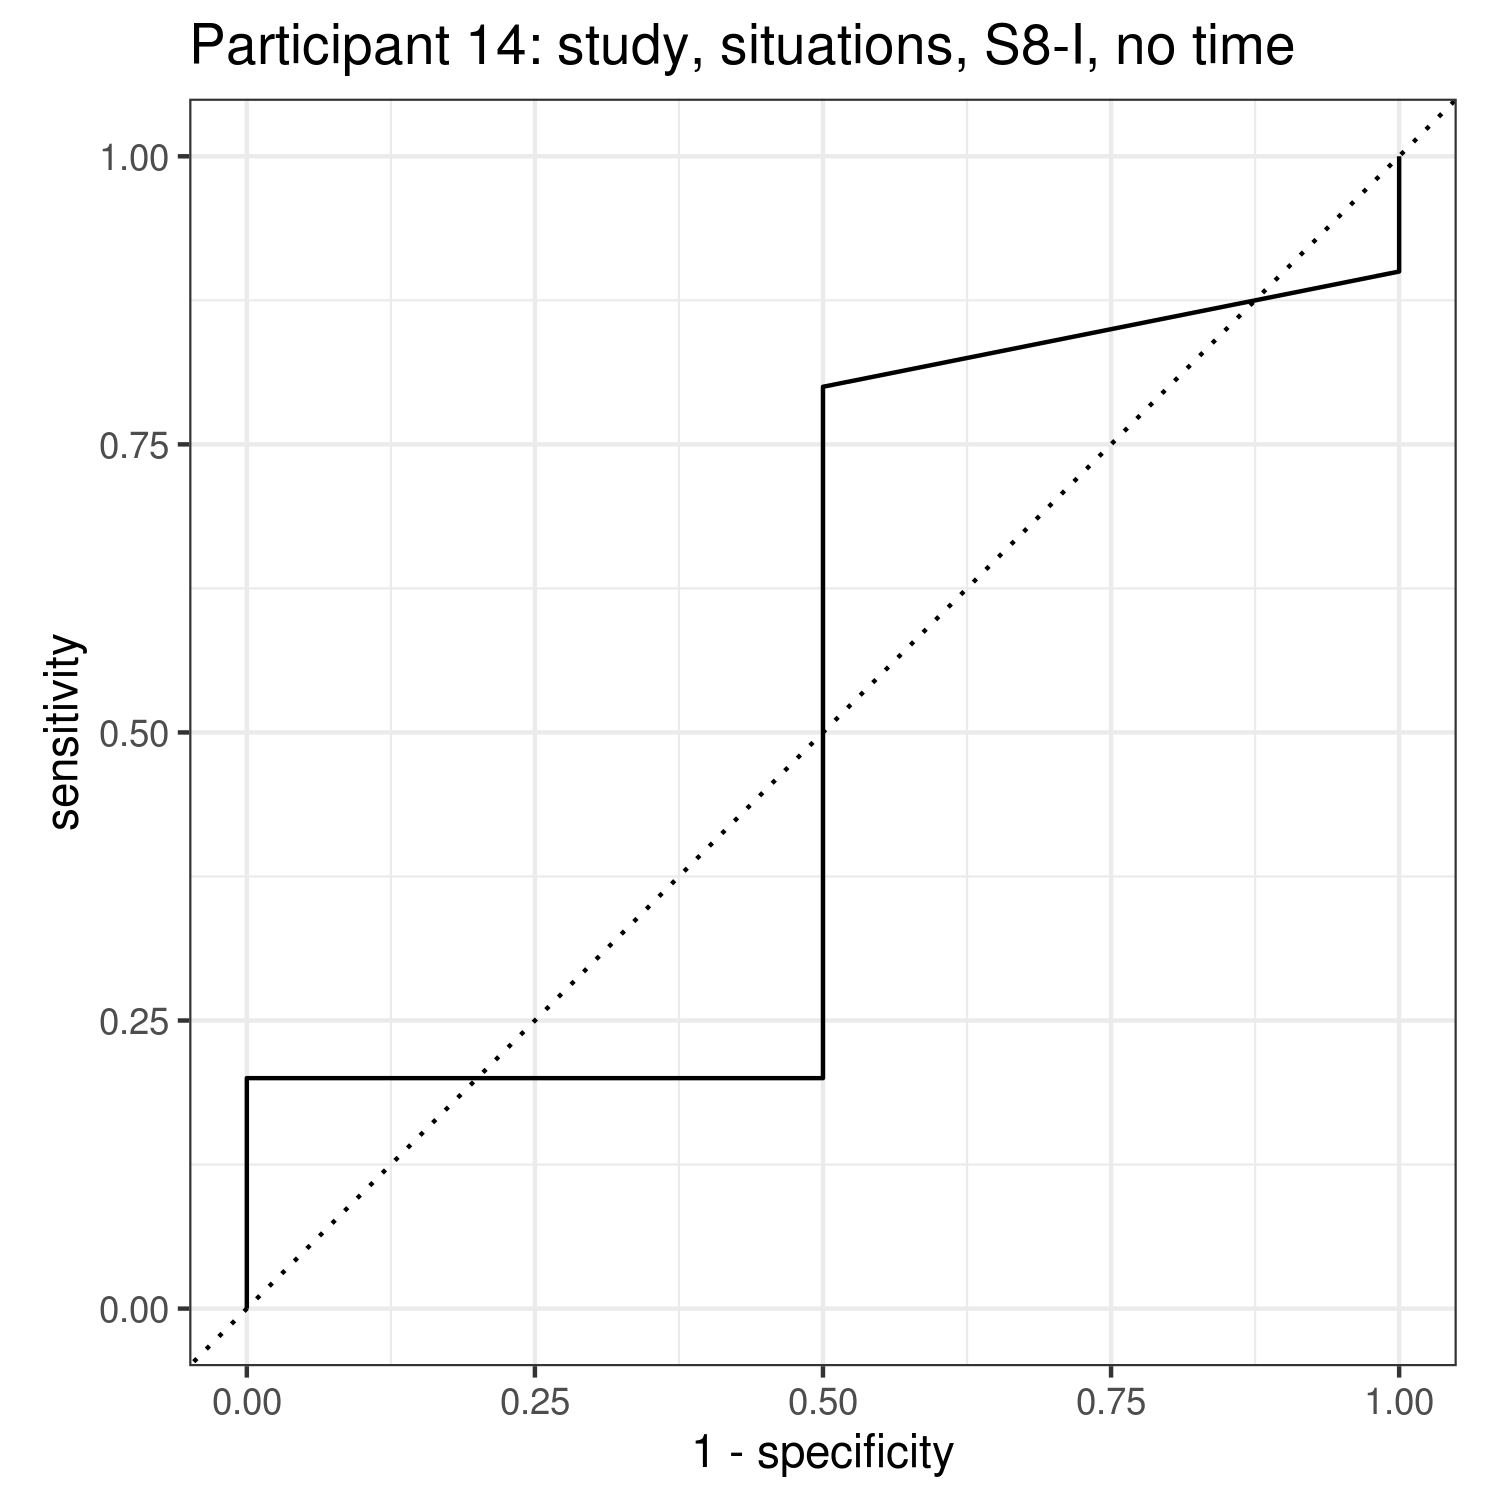 Participant 14: study, situations, S8-I, no time
1.00
0.75
0.50
0.25
0.00
sensitivity
0.00 0.25 0.50 0.75 1.00
1 - specificity